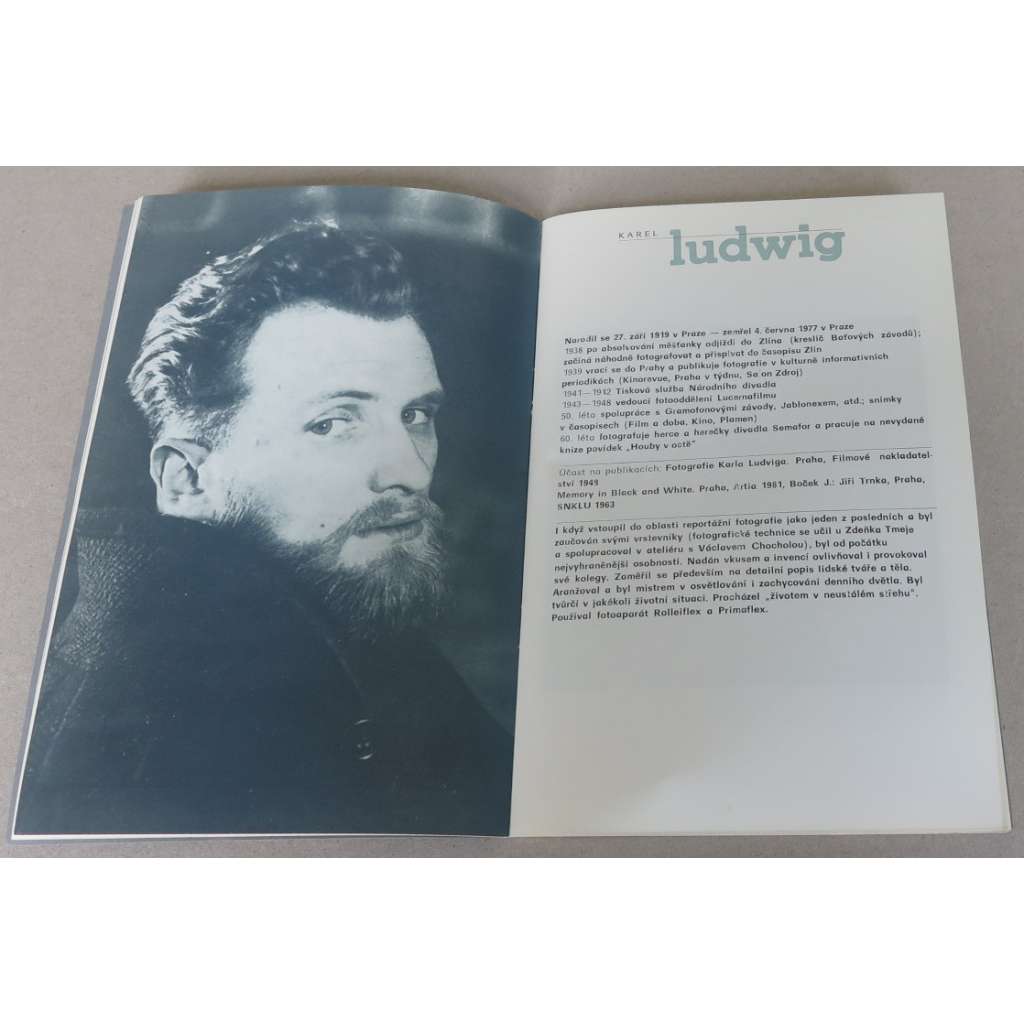 KAREL
ludwig
Narodil se 27. září 1919 v Praze — zemřel 4. června 1977 v Praze
1938 po absolvování měšťanky odjíždí do Zlína (kreslič Baťových závodů);
začíná náhodně fotografovat a přispívat do časopisu Zlín
1939 vrací se do Prahy a publikuje fotografie v kulturně informativních
periodikách (Kinorevue, Praha v týdnu, Se on Zdroj)
1941—1942 Tisková služba Národního divadla
1943—1948 vedoucí fotooddělení Lucernafilmu
50. léta spolupráce s Gramofonovými závody, Jablonexem, atd.; snímky
v časopisech (Film a doba, Kino, Plamen)
60. léta fotografuje herce a herečky divadla Semafor a pracuje na nevydané
knize povídek „Houby v octě"
Účast na publikacích: Fotografie Karla Ludwiga. Praha, Filmové nakladatel-
ství 1948
Memory in Black and White. Praha, Artia 1981, Boček J.: Jiří Trnka, Praha,
SNKLU 1963
I když vstoupil do oblasti reportážní fotografie jako jeden z posledních a byl
zaučován svými vrstevníky (fotografické technice se učil u Zdeňka Tmeje
a spolupracoval v ateliéru s Václavem Chocholou), byl od počátku
nejvyhraněnější osobností. Nadán vkusem a invencí ovlivňoval i provokoval
své kolegy. Zaměřil se především na detailní popis lidské tváře a těla.
Aranžoval a byl mistrem v osvětlování i zachycování denního světla. Byl
tvůrčí v jakékoli životní situaci. Procházel „životem v neustálém střehu".
Používal fotoaparát Rolleiflex a Primaflex.